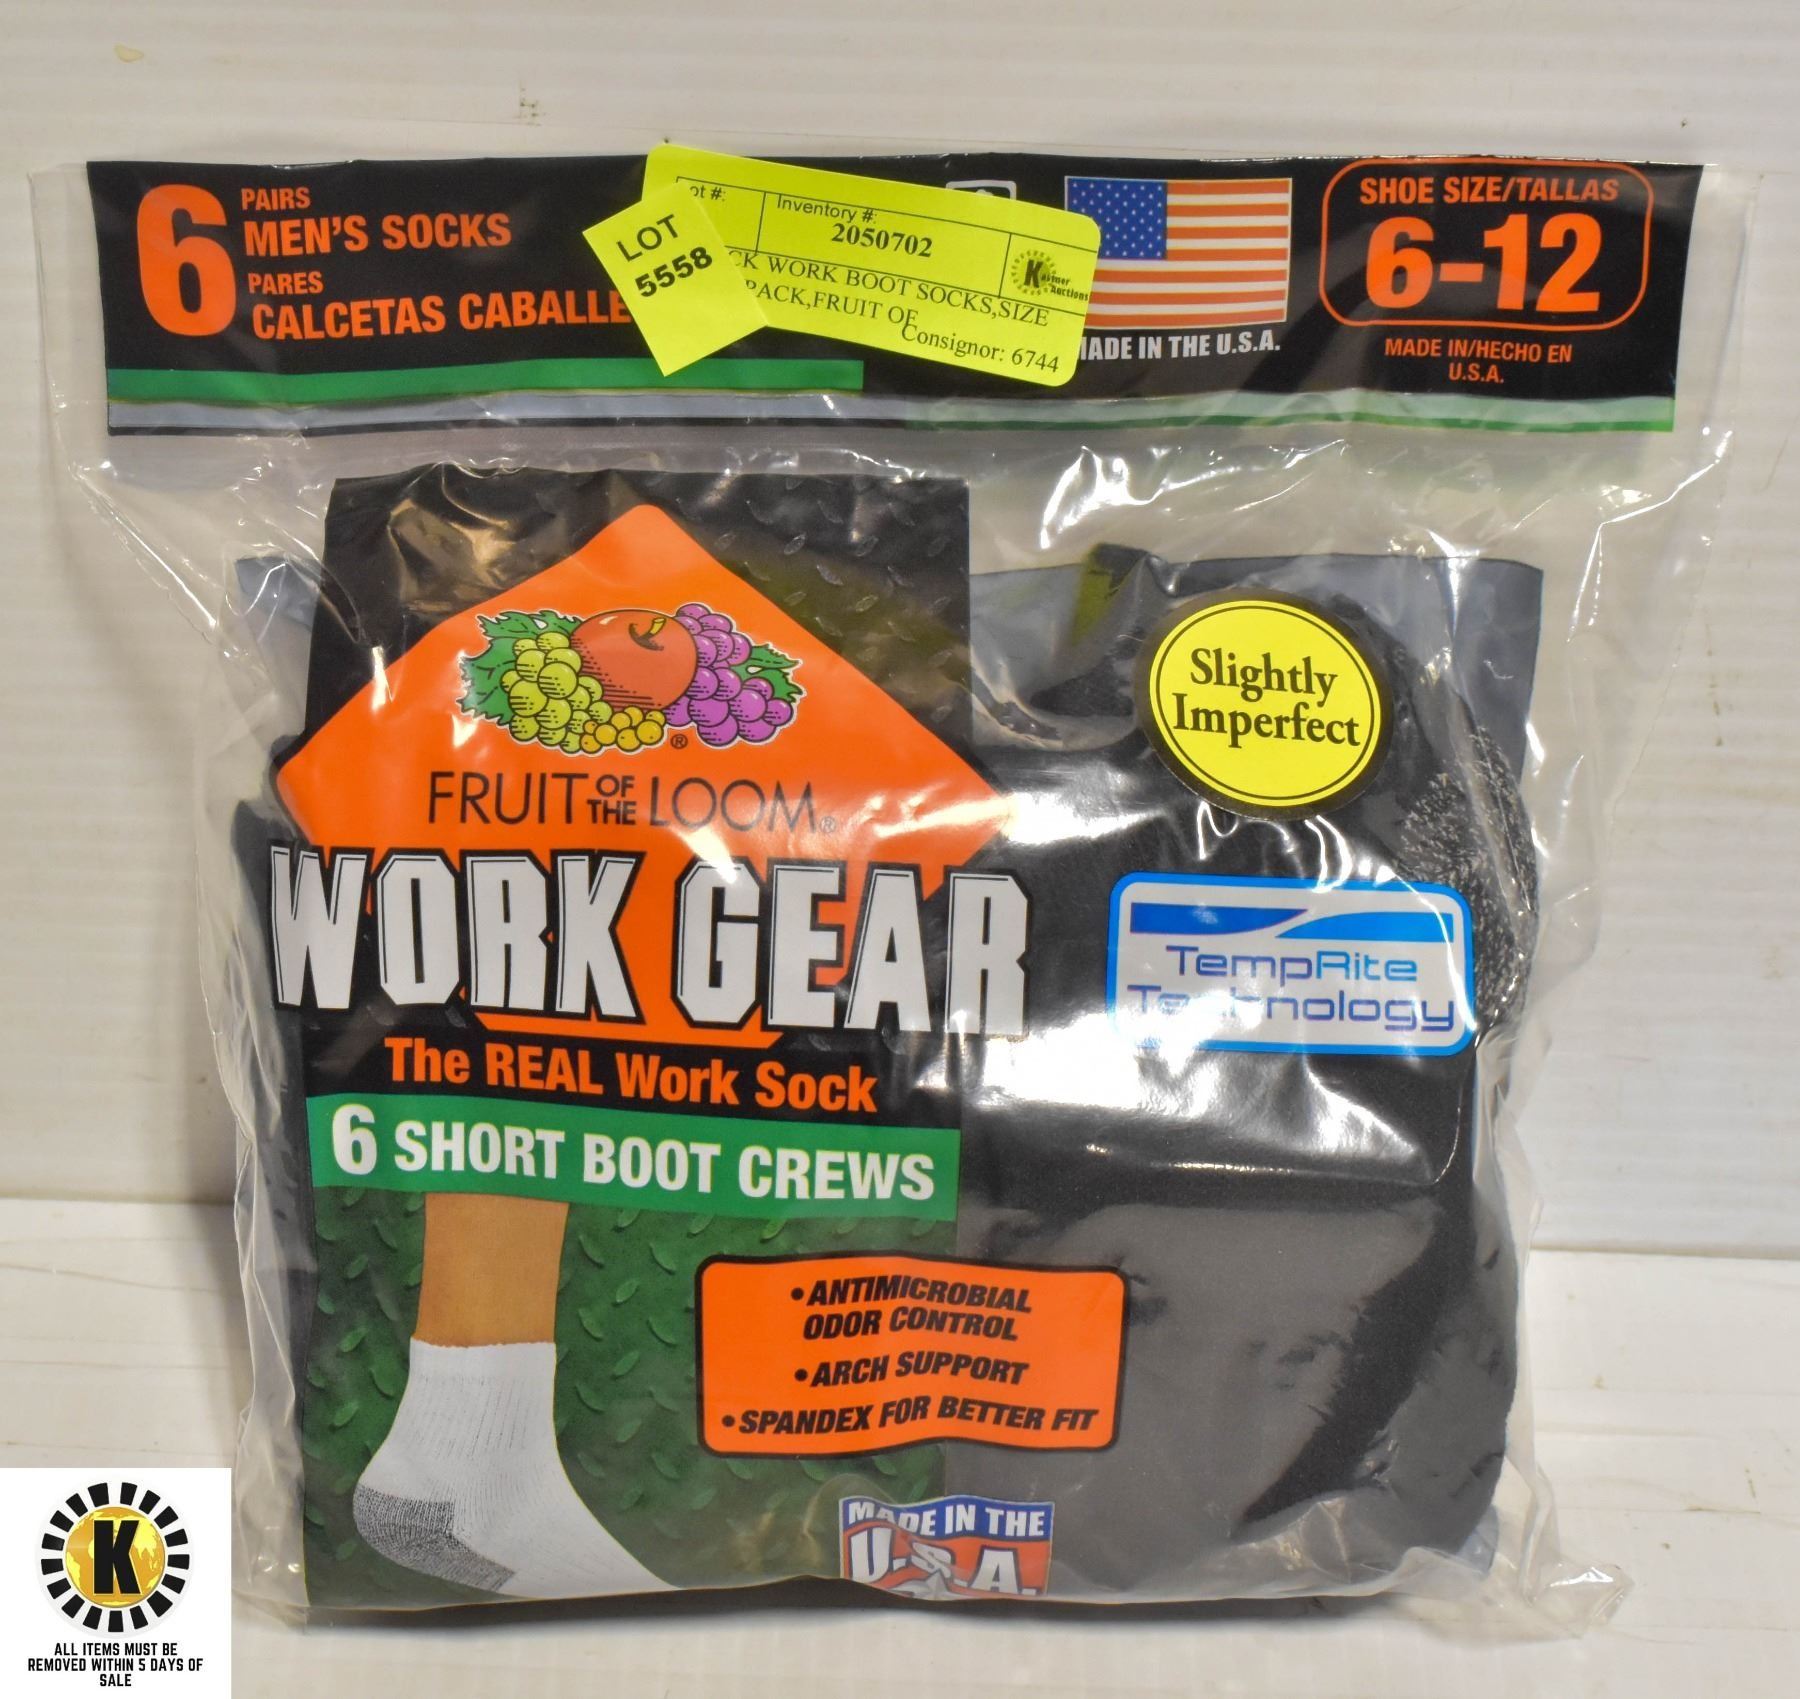 6
PAIRS
MEN'S SOCKS
PARES
CALCETAS CABALLE
LOT
5558
ot #:
Inventory #:
2050702
CK WORK BOOT SOCKS,SIZE
PACK,FRUIT OF
Consignor: 6744
K
Kastner
Auctions
MADE IN THE U.S.A.
SHOE SIZE/TALLAS
6-12
MADE IN/HECHO EN
U.S.A.
FRUIT OF THE LOOM®
WORK GEAR
The REAL Work Sock
6 SHORT BOOT CREWS
Slightly
Imperfect
TempRite
Technology
• ANTIMICROBIAL
ODOR CONTROL
• ARCH SUPPORT
• SPANDEX FOR BETTER FIT
MADE IN THE
U.S.A.
K
ALL ITEMS MUST BE
REMOVED WITHIN 5 DAYS OF
SALE